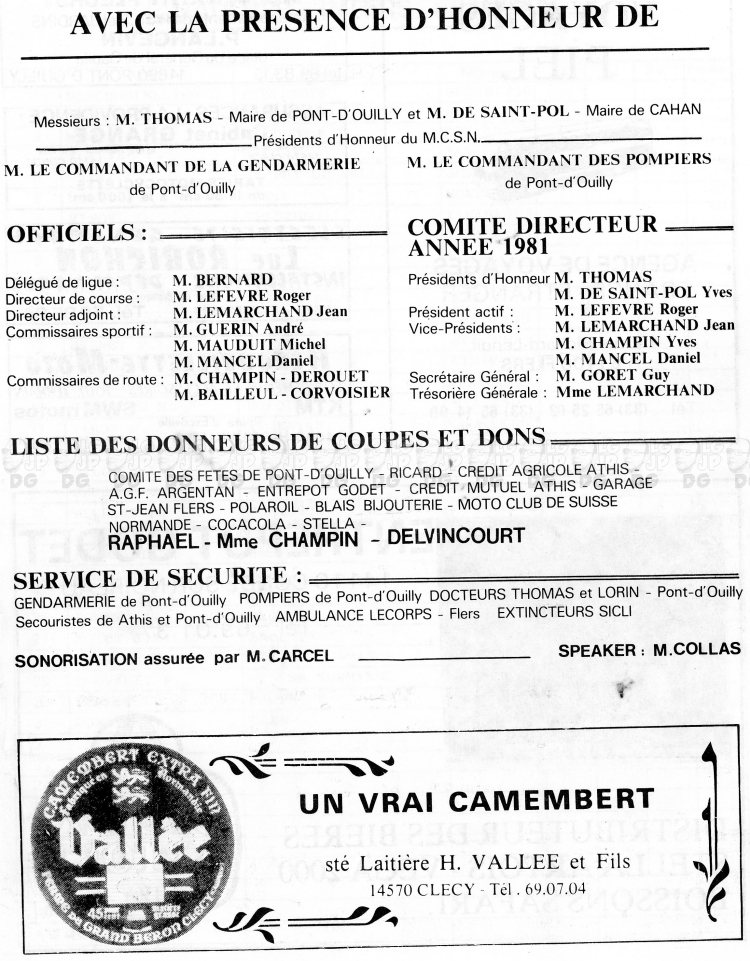 AVEC LA PRESENCE D'HONNEUR DE
Messieurs : M. THOMAS - Maire de PONT-D'OUILLY et M. DE SAINT-POL - Maire de CAHAN
Présidents d'Honneur du M.C.S.N.
M. LE COMMANDANT DE LA GENDARMERIE
de Pont-d'Ouilly
M. LE COMMANDANT DES POMPIERS
de Pont-d'Ouilly
OFFICIELS :
Délégué de ligue : M. BERNARD
Directeur de course : M. LEFEVRE Roger
Directeur adjoint : M. LEMARCHAND Jean
Commissaires sportif : M. GUERIN André
M. MAUDUIT Michel
M. MANCEL Daniel
Commissaires de route : M. CHAMPIN - DEROUET
M. BAILLEUL - CORVOISIER
COMITE DIRECTEUR
ANNEE 1981
Présidents d'Honneur M. THOMAS
M. DE SAINT-POL Yves
Président actif : M. LEFEVRE Roger
Vice-Présidents : M. LEMARCHAND Jean
M. CHAMPIN Yves
M. MANCEL Daniel
Secrétaire Général : M. GORET Guy
Trésorière Générale : Mme LEMARCHAND
LISTE DES DONNEURS DE COUPES ET DONS
COMITE DES FETES DE PONT-D'OUILLY - RICARD - CREDIT AGRICOLE ATHIS -
A.G.F. ARGENTAN - ENTREPOT GODET - CREDIT MUTUEL ATHIS - GARAGE
ST-JEAN FLERS - POLAROIL - BLAIS BIJOUTERIE - MOTO CLUB DE SUISSE
NORMANDE - COCACOLA - STELLA -
RAPHAEL - Mme CHAMPIN - DELVINCOURT
SERVICE DE SECURITE :
GENDARMERIE de Pont-d'Ouilly POMPIERS de Pont-d'Ouilly DOCTEURS THOMAS et LORIN - Pont-d'Ouilly
Secouristes de Athis et Pont-d'Ouilly AMBULANCE LECORPS - Flers EXTINCTEURS SICLI
SONORISATION assurée par M. CARCEL
SPEAKER : M. COLLAS
CAMEMBERT EXTRA FIN
Vallée
UN VRAI CAMEMBERT
sté Laitière H. VALLEE et Fils
14570 CLECY - Tél. 69.07.04